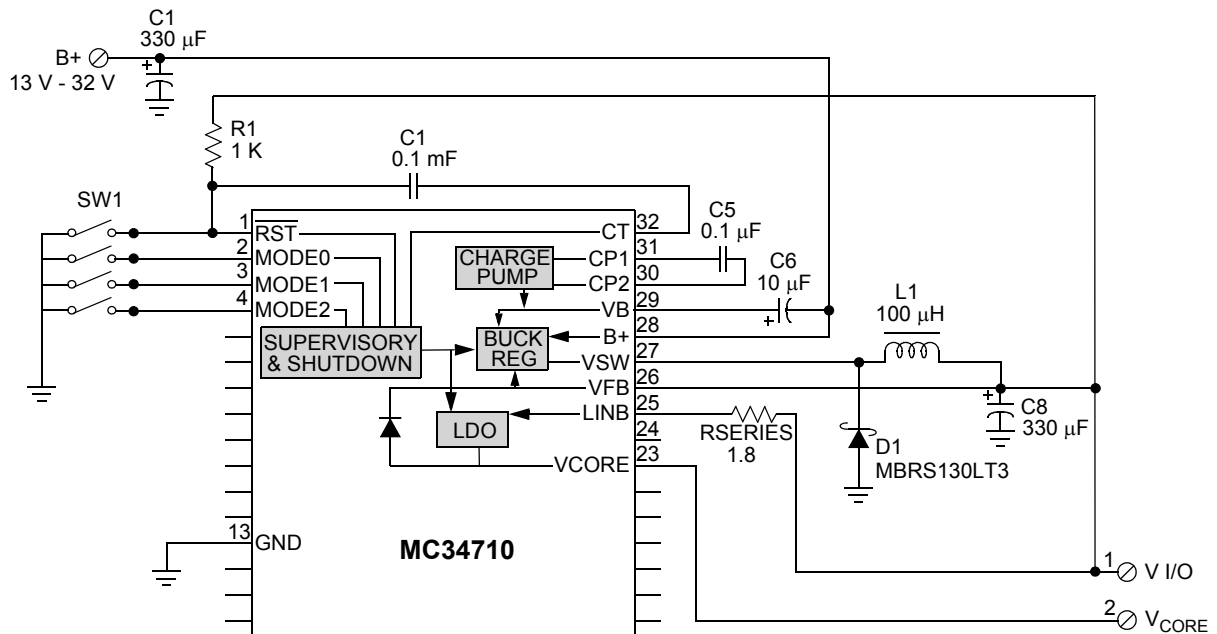 C1
330 μF
B+
+
13 V - 32 V
R1
1 K
C1
0.1 mF
SW1
1
RST
2
MODE0
3
MODE1
4
MODE2
SUPERVISORY
& SHUTDOWN
CHARGE
PUMP
BUCK
REG
LDO
CT
32
CP1
31
CP2
30
VB
29
B+
28
VSW
27
VFB
26
LINB
25
24
VCORE
23
C5
0.1 μF
C6
10 μF
+
L1
100 μH
+
C8
330 μF
RSERIES
1.8
D1
MBRS130LT3
13
GND
MC34710
1
V I/O
2
VCORE